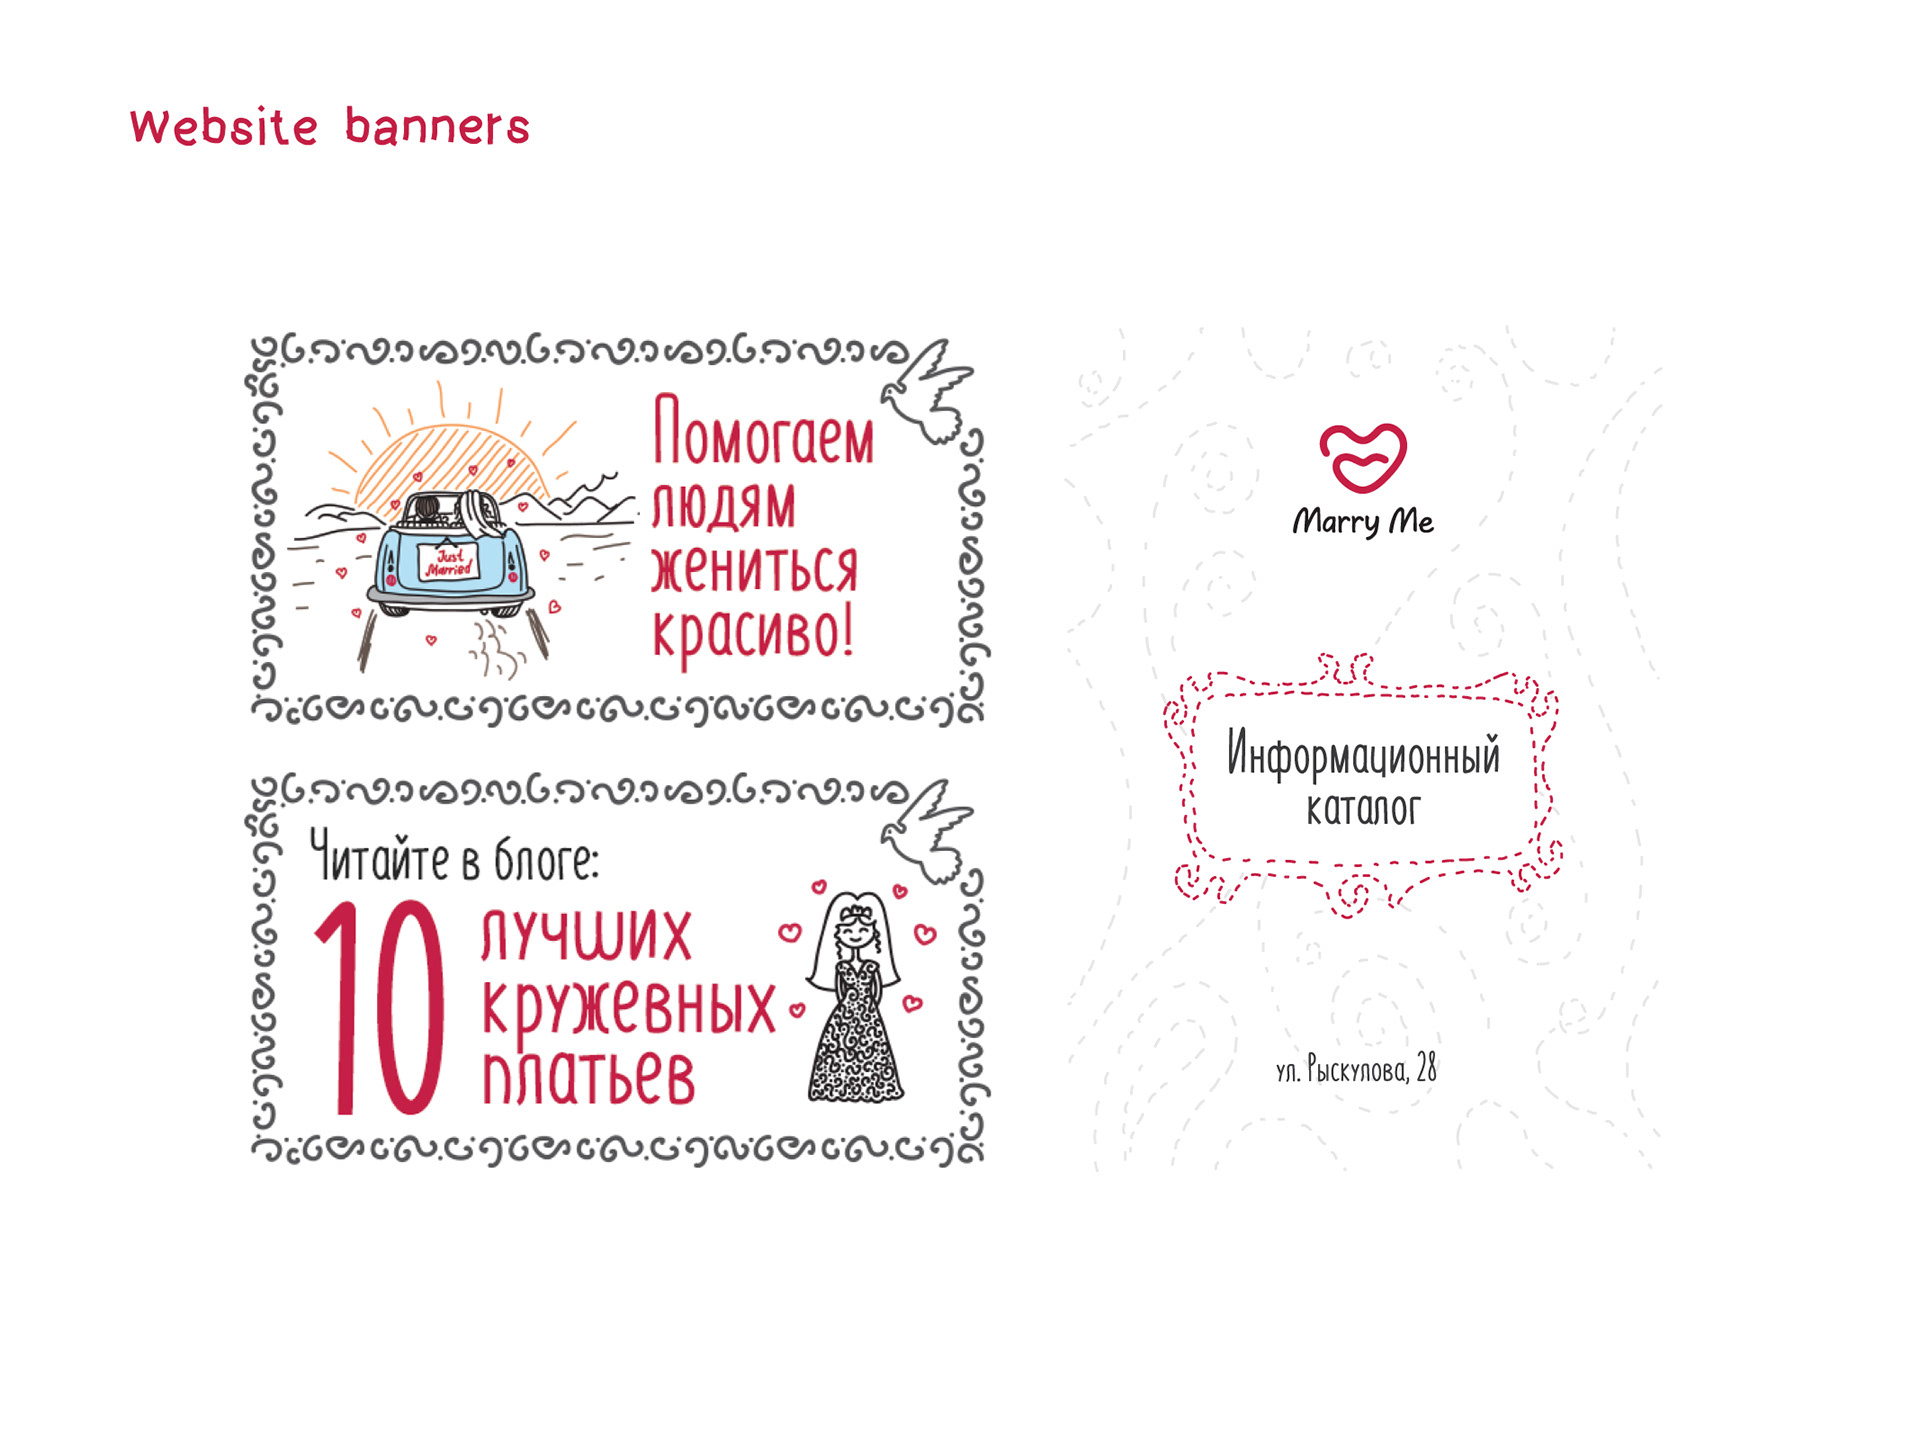 Website banners
Помогаем
людям
жениться
красиво!
Just
Married
Читайте в блоге:
10 лучших
кружевных
платьев
Marry Me
Информационный
каталог
ул. Рыскулова, 28